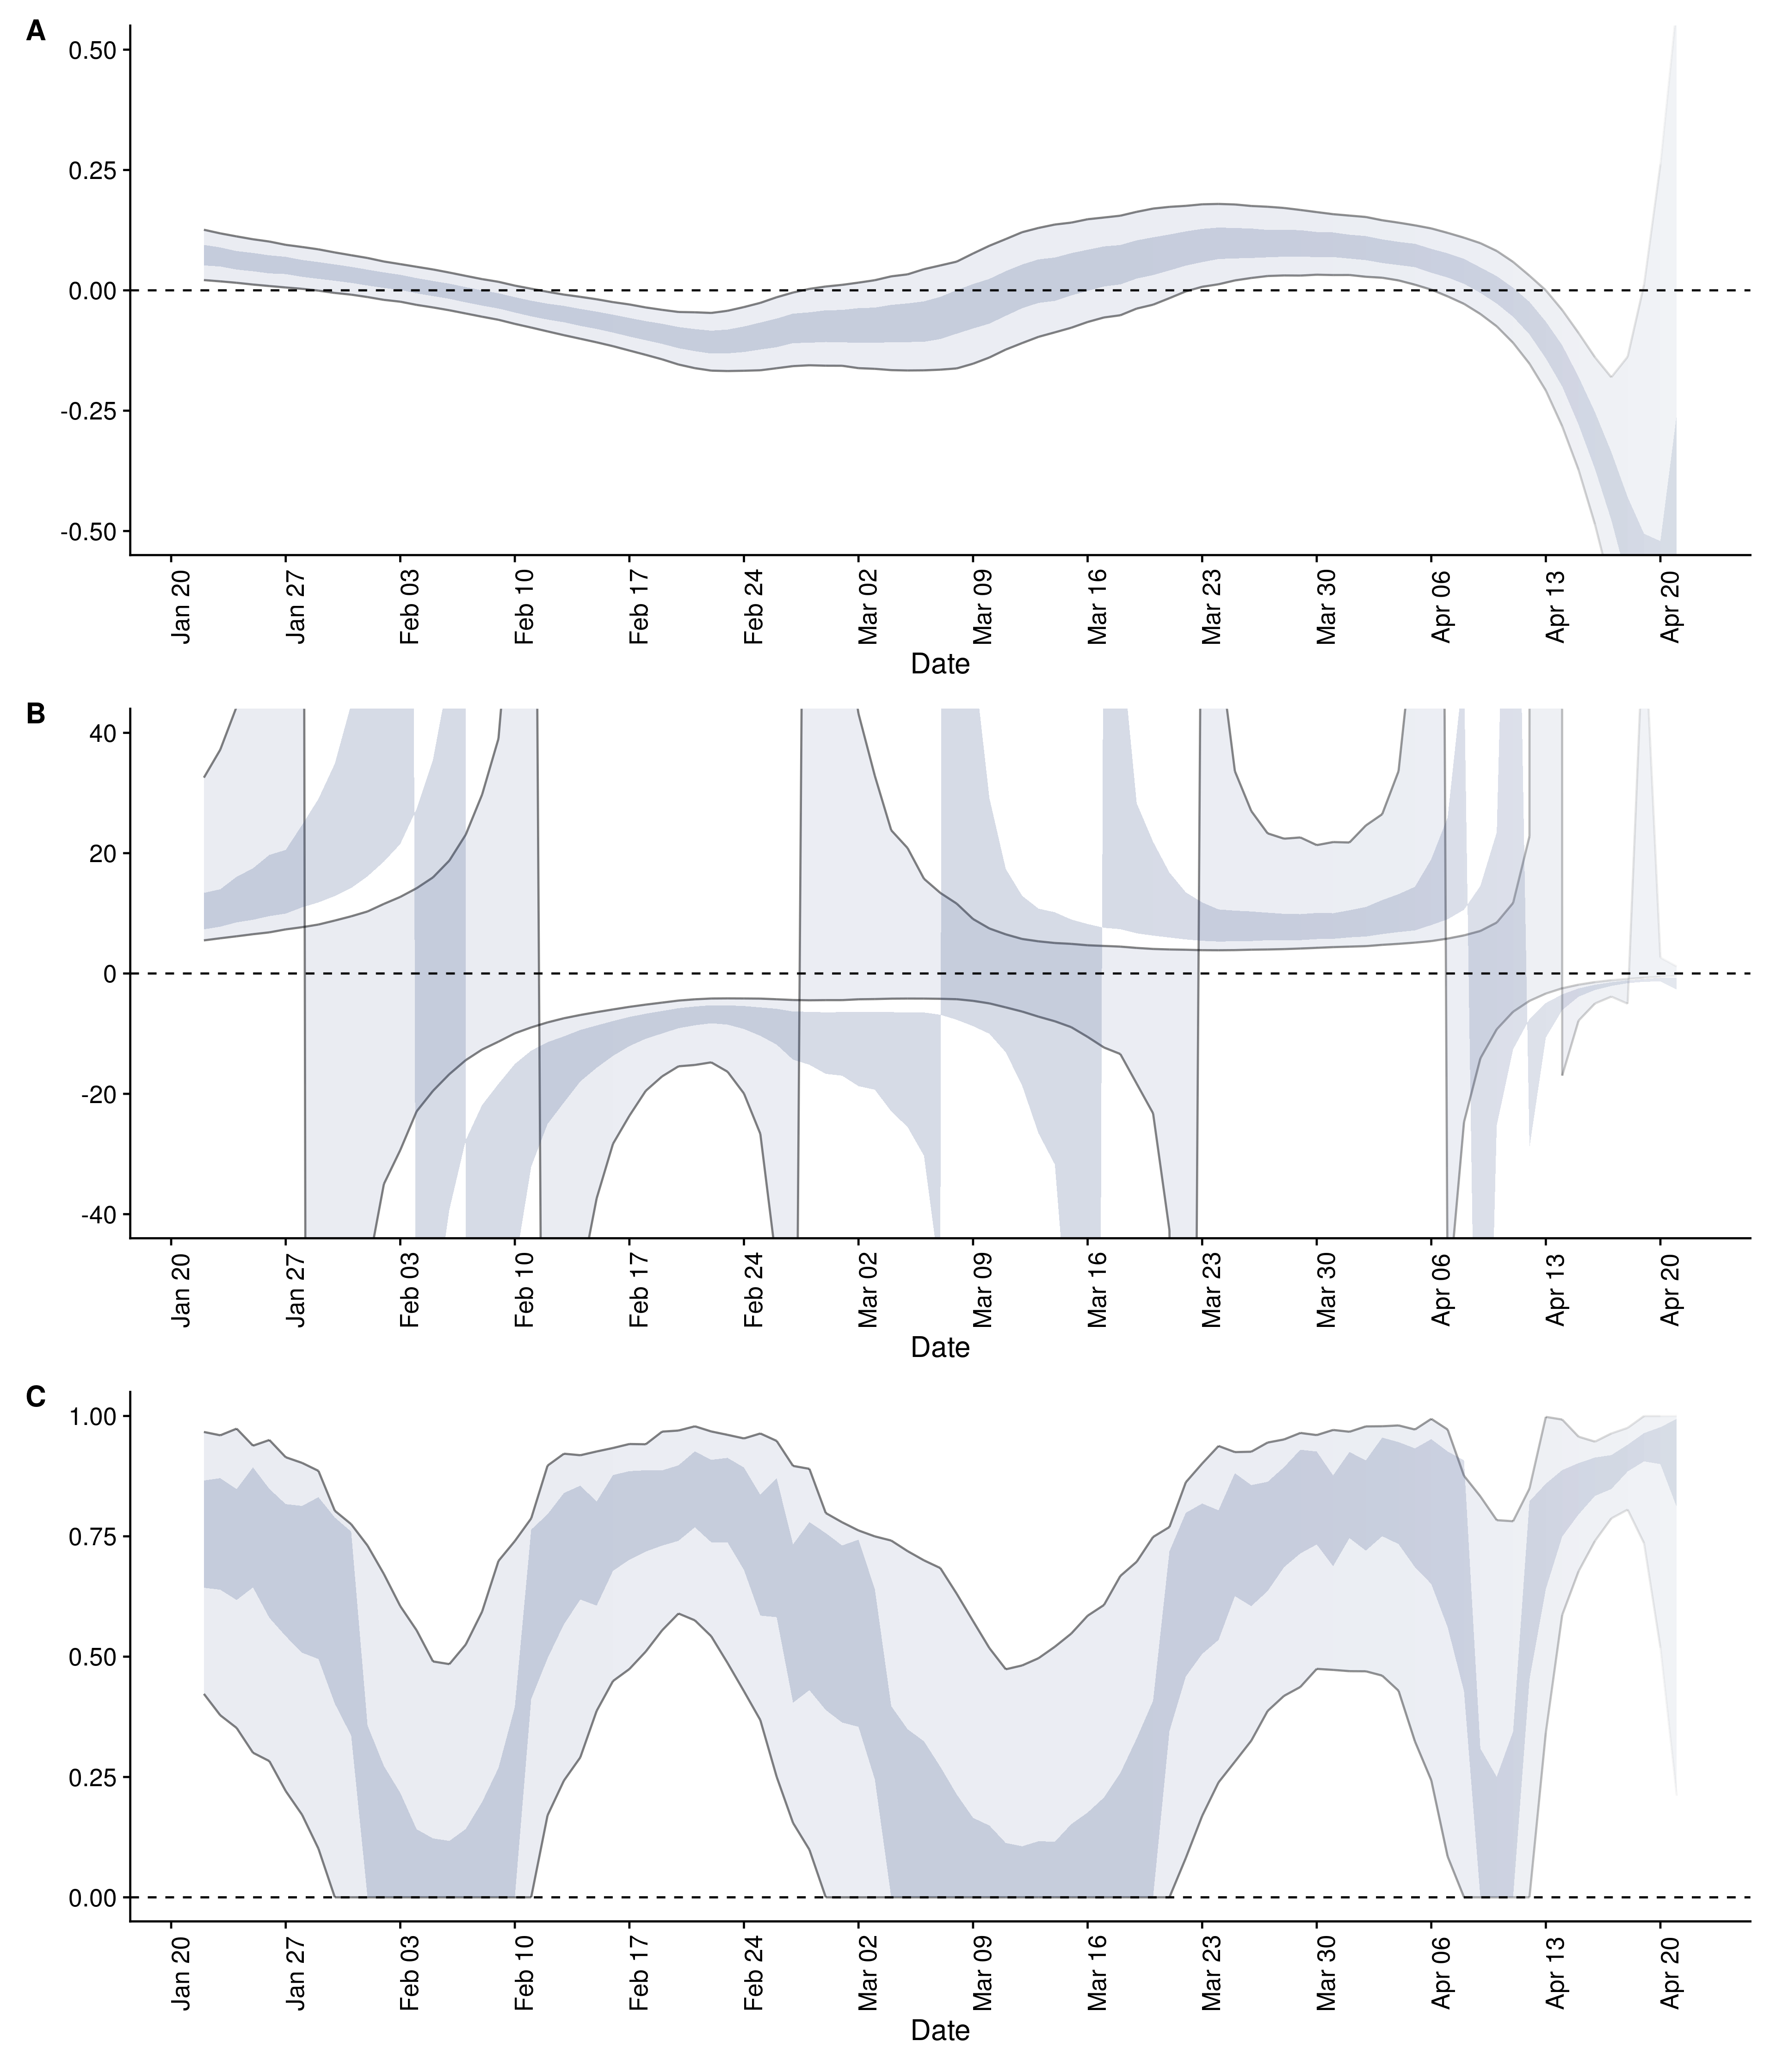 A
0.50
0.25
0.00
-0.25
-0.50
Jan 20
Jan 27
Feb 03
Feb 10
Feb 17
Feb 24
Mar 02
Mar 09
Mar 16
Mar 23
Mar 30
Apr 06
Apr 13
Apr 20
Date
B
40
20
0
-20
-40
Jan 20
Jan 27
Feb 03
Feb 10
Feb 17
Feb 24
Mar 02
Mar 09
Mar 16
Mar 23
Mar 30
Apr 06
Apr 13
Apr 20
Date
C
1.00
0.75
0.50
0.25
0.00
Jan 20
Jan 27
Feb 03
Feb 10
Feb 17
Feb 24
Mar 02
Mar 09
Mar 16
Mar 23
Mar 30
Apr 06
Apr 13
Apr 20
Date